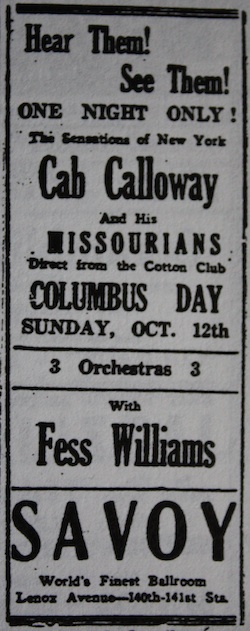 Hear Them!
See Them!
ONE NIGHT ONLY!
The Sensations of New York
Cab Calloway
And His
MISSOURIANS
Direct from the Cotton Club
COLUMBUS DAY
SUNDAY, OCT. 12th
3 Orchestras 3
With
Fess Williams
SAVOY
World's Finest Ballroom
Lenox Avenue—140th-141st Sts.